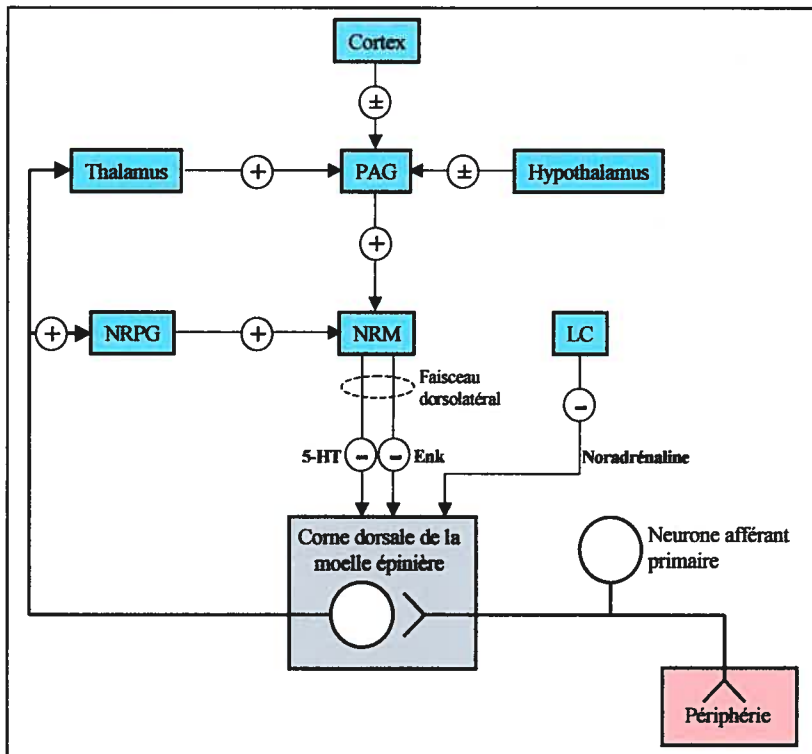 Cortex
±
Thalamus
+
PAG
±
Hypothalamus
+
+
NRPG
+
NRM
LC
Faisceau
dorsolatéral
–
5-HT
–
–
Enk
Noradrénaline
Corne dorsale de la
moelle épinière
Neurone afférant
primaire
Périphérie